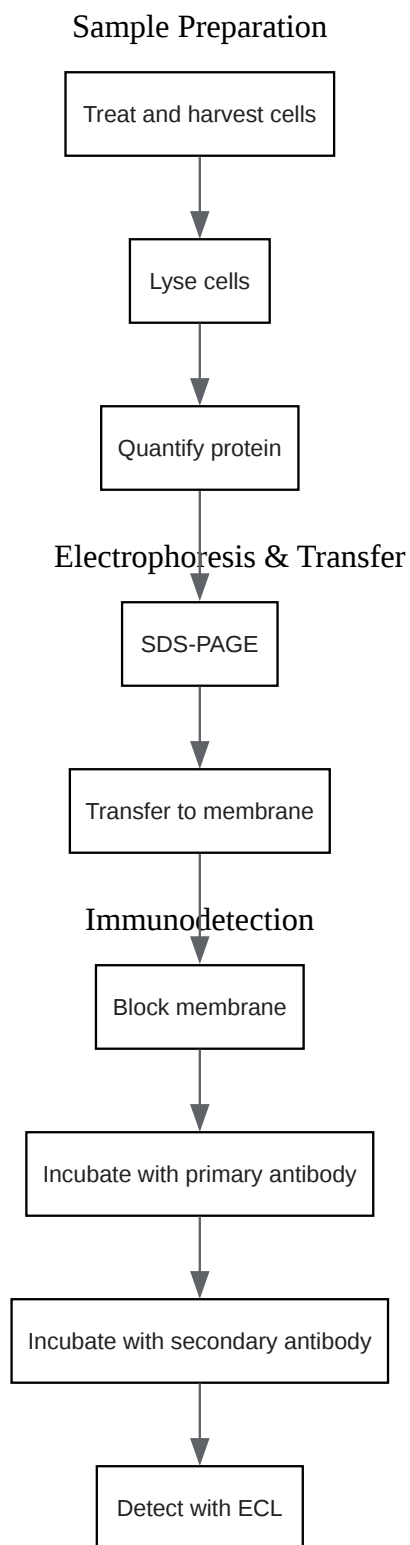 Sample Preparation
Treat and harvest cells
Lyse cells
Quantify protein
Electrophoresis & Transfer
SDS-PAGE
Transfer to membrane
Immunodetection
Block membrane
Incubate with primary antibody
Incubate with secondary antibody
Detect with ECL